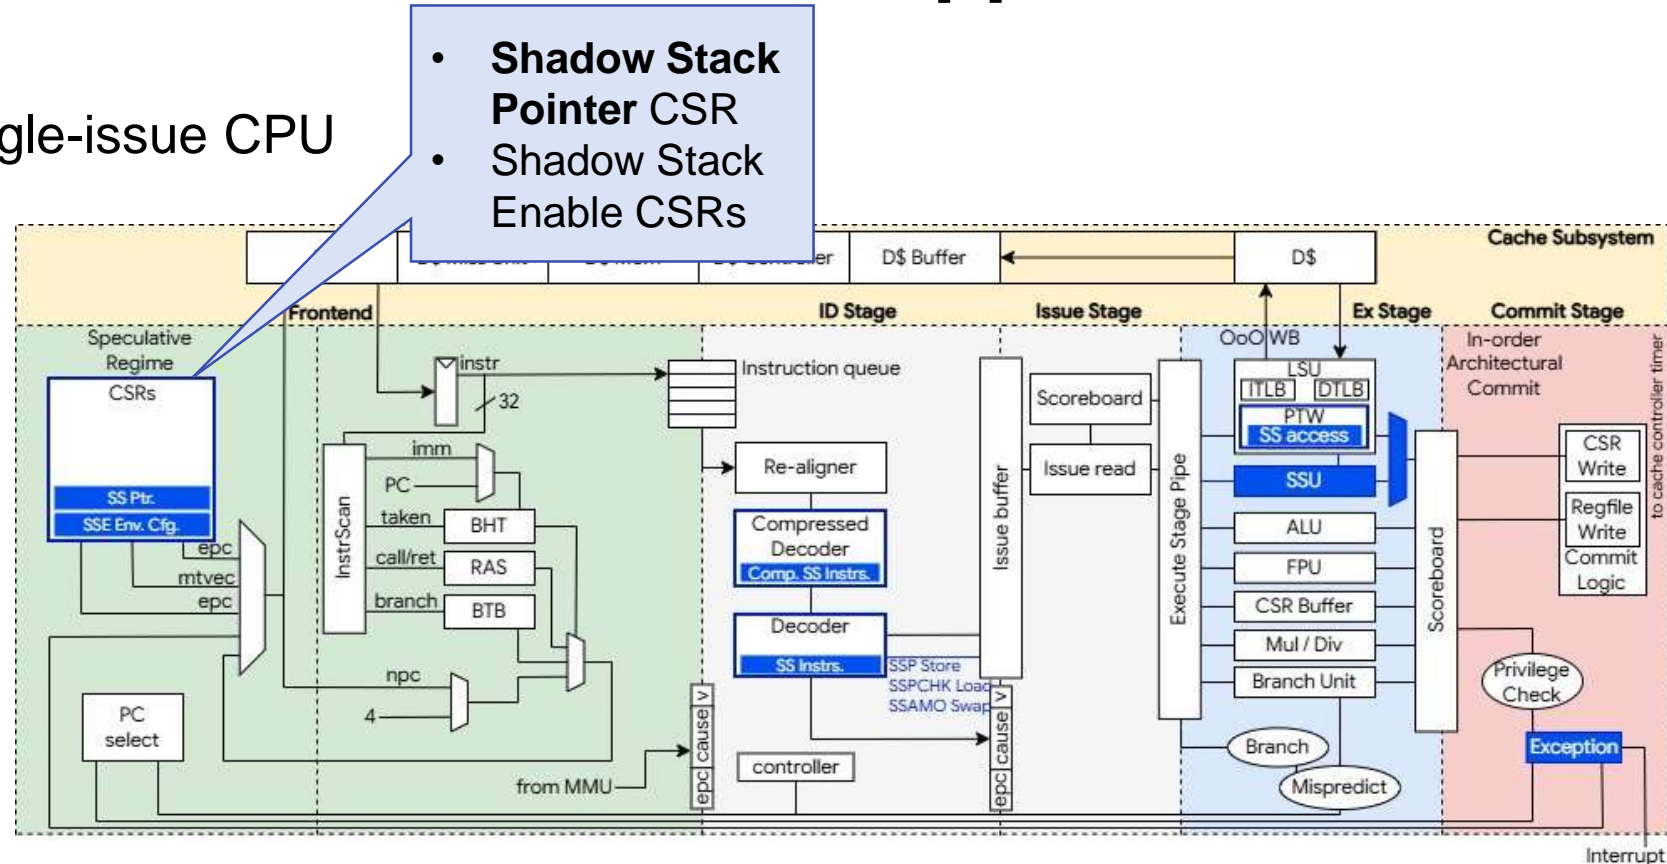 • Shadow Stack
Pointer CSR
• Shadow Stack
Enable CSRs
gle-issue CPU
Cache Subsystem
D$ Buffer
D$
Frontend
ID Stage
Issue Stage
Ex Stage
Commit Stage
Speculative
Regime
CSRs
SS Ptr.
SSE Env. Cfg.
epc
mtvec
epc
PC
select
instr
32
InstrScan
imm
PC
taken
BHT
call/ret
RAS
branch
BTB
npc
4
from MMU
Instruction queue
Re-aligner
Compressed
Decoder
Comp. SS Instrs.
Decoder
SS Instrs.
SSP Store
SSPCHK Load
SSAMO Swap
epc cause v
controller
epc cause v
Issue buffer
Scoreboard
Issue read
Execute Stage Pipe
OoO WB
LSU
ITLB
DTLB
PTW
SS access
SSU
ALU
FPU
CSR Buffer
Mul / Div
Branch Unit
Branch
Mispredict
Scoreboard
In-order
Architectural
Commit
CSR
Write
Regfile
Write
Commit
Logic
to cache controller timer
Privilege
Check
Exception
Interrupt